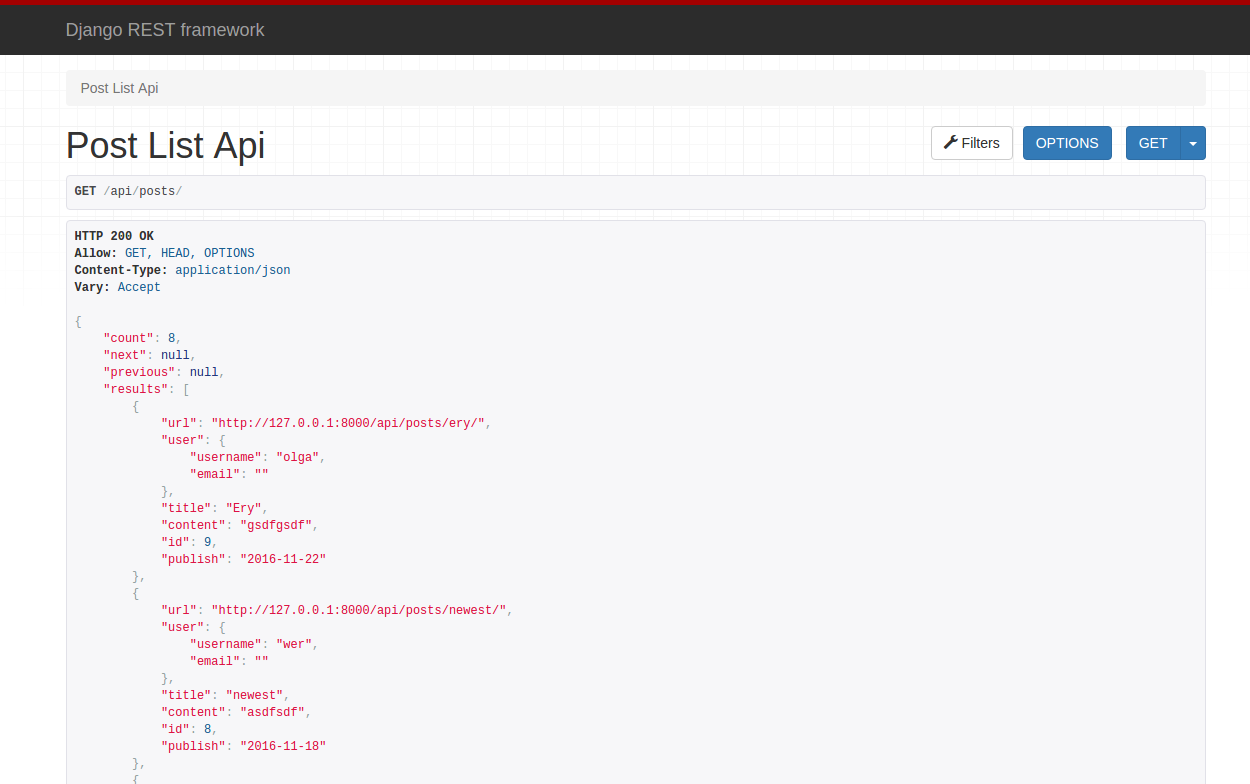 Django REST framework
Post List Api
Post List Api
Filters
OPTIONS
GET
GET /api/posts/
HTTP 200 OK
Allow: GET, HEAD, OPTIONS
Content-Type: application/json
Vary: Accept
{
    "count": 8,
    "next": null,
    "previous": null,
    "results": [
        {
            "url": "http://127.0.0.1:8000/api/posts/ery/",
            "user": {
                "username": "olga",
                "email": ""
            },
            "title": "Ery",
            "content": "gsdfgsdf",
            "id": 9,
            "publish": "2016-11-22"
        },
        {
            "url": "http://127.0.0.1:8000/api/posts/newest/",
            "user": {
                "username": "wer",
                "email": ""
            },
            "title": "newest",
            "content": "asdfsdf",
            "id": 8,
            "publish": "2016-11-18"
        },
        {